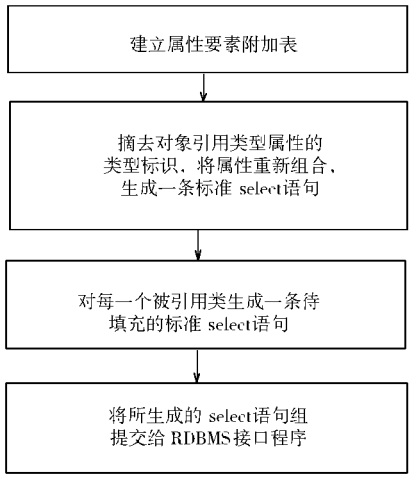 建立属性要素附加表
摘去对象引用类型属性的
类型标识，将属性重新组合，
生成一条标准 select语句
对每一个被引用类生成一条待
填充的标准 select语句
将所生成的 select语句组
提交给 RDBMS接口程序